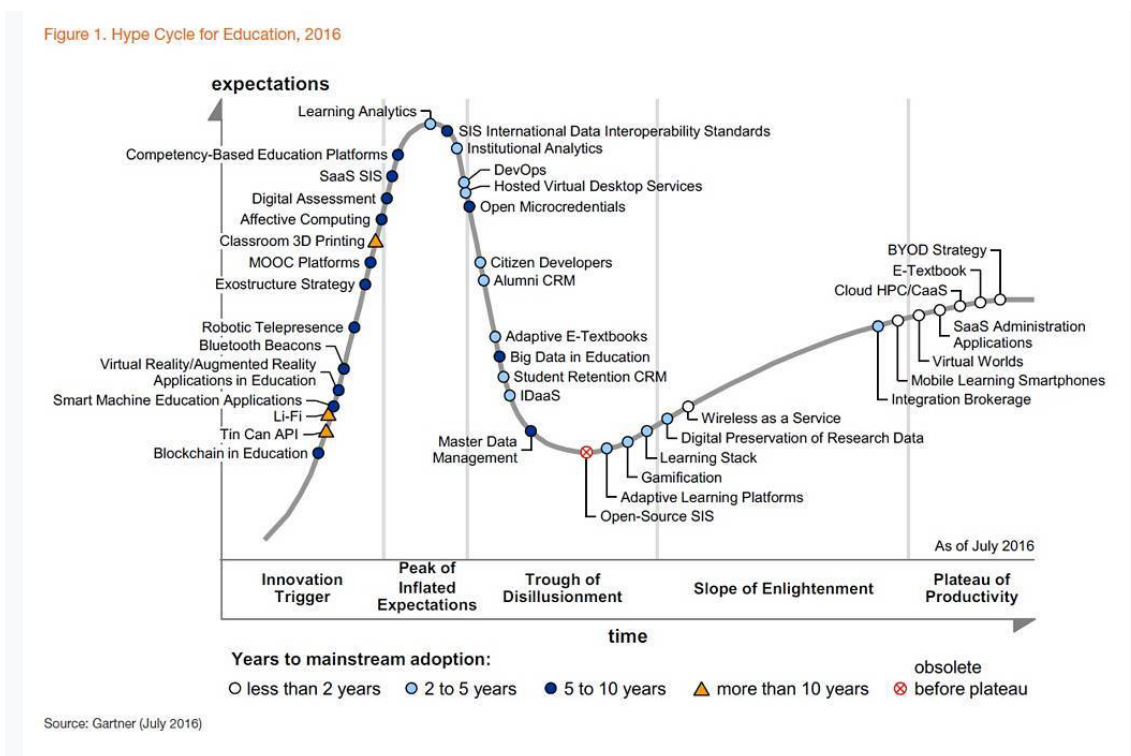 Figure 1. Hype Cycle for Education, 2016
expectations
Learning Analytics
SIS International Data Interoperability Standards
Institutional Analytics
Competency-Based Education Platforms
DevOps
SaaS SIS
Hosted Virtual Desktop Services
Digital Assessment
Open Microcredentials
Affective Computing
Classroom 3D Printing
MOOC Platforms
Citizen Developers
Exostructure Strategy
Alumni CRM
BYOD Strategy
E-Textbook
Cloud HPC/CaaS
Robotic Telepresence
SaaS Administration
Applications
Bluetooth Beacons
Adaptive E-Textbooks
Virtual Reality/Augmented Reality
Applications in Education
Big Data in Education
Virtual Worlds
Student Retention CRM
Mobile Learning Smartphones
Smart Machine Education Applications
IDaaS
Integration Brokerage
Li-Fi
Wireless as a Service
Tin Can API
Master Data
Management
Digital Preservation of Research Data
Blockchain in Education
Learning Stack
Gamification
Adaptive Learning Platforms
Open-Source SIS
As of July 2016
Innovation
Trigger
Peak of
Inflated
Expectations
Trough of
Disillusionment
Slope of Enlightenment
Plateau of
Productivity
time
Years to mainstream adoption:
less than 2 years
2 to 5 years
5 to 10 years
more than 10 years
obsolete
before plateau
Source: Gartner (July 2016)